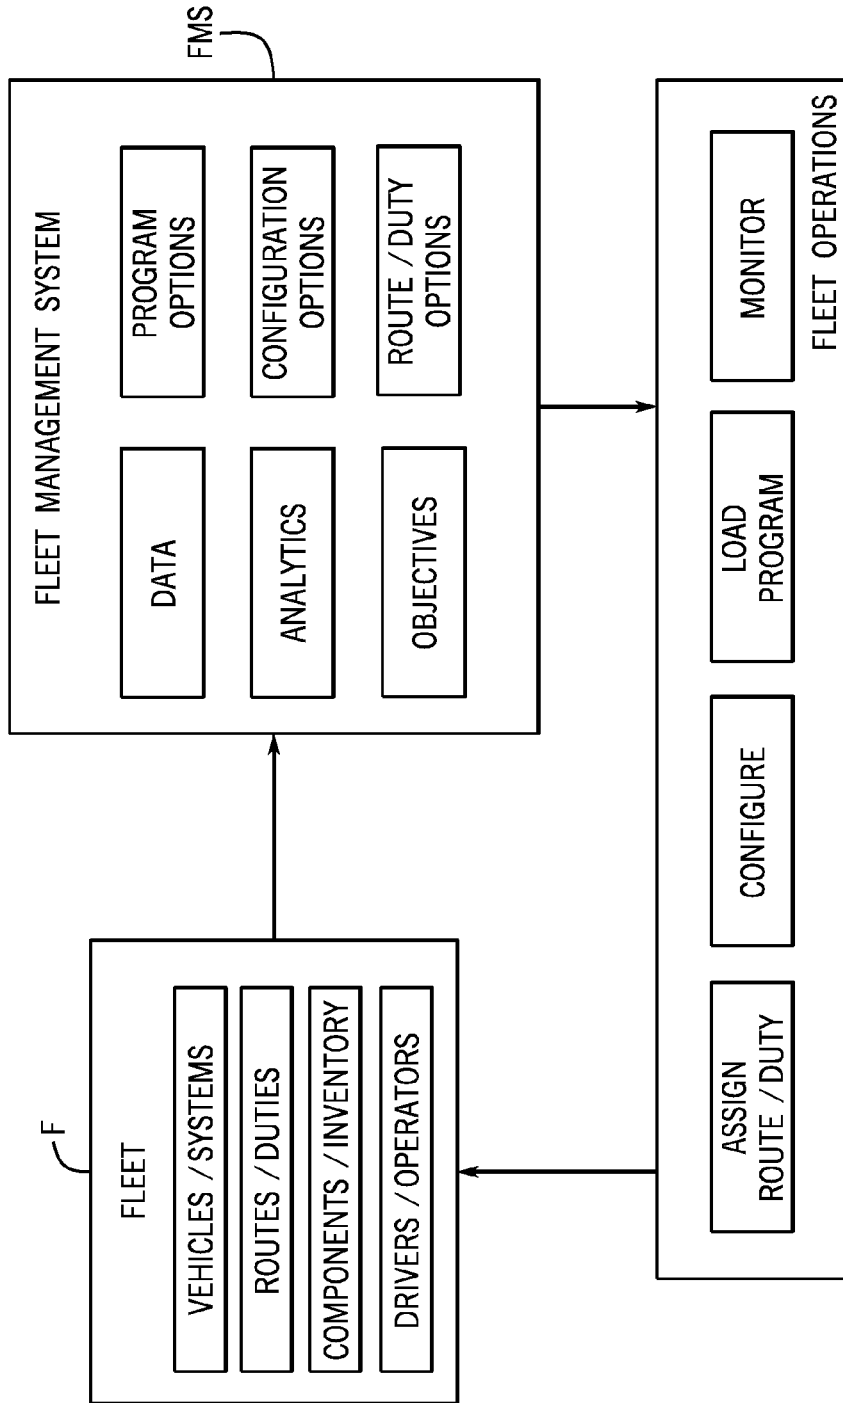 F
FLEET
VEHICLES / SYSTEMS
ROUTES / DUTIES
COMPONENTS / INVENTORY
DRIVERS / OPERATORS
FMS
FLEET MANAGEMENT SYSTEM
DATA
PROGRAM
OPTIONS
ANALYTICS
CONFIGURATION
OPTIONS
OBJECTIVES
ROUTE / DUTY
OPTIONS
ASSIGN
ROUTE / DUTY
CONFIGURE
LOAD
PROGRAM
MONITOR
FLEET OPERATIONS